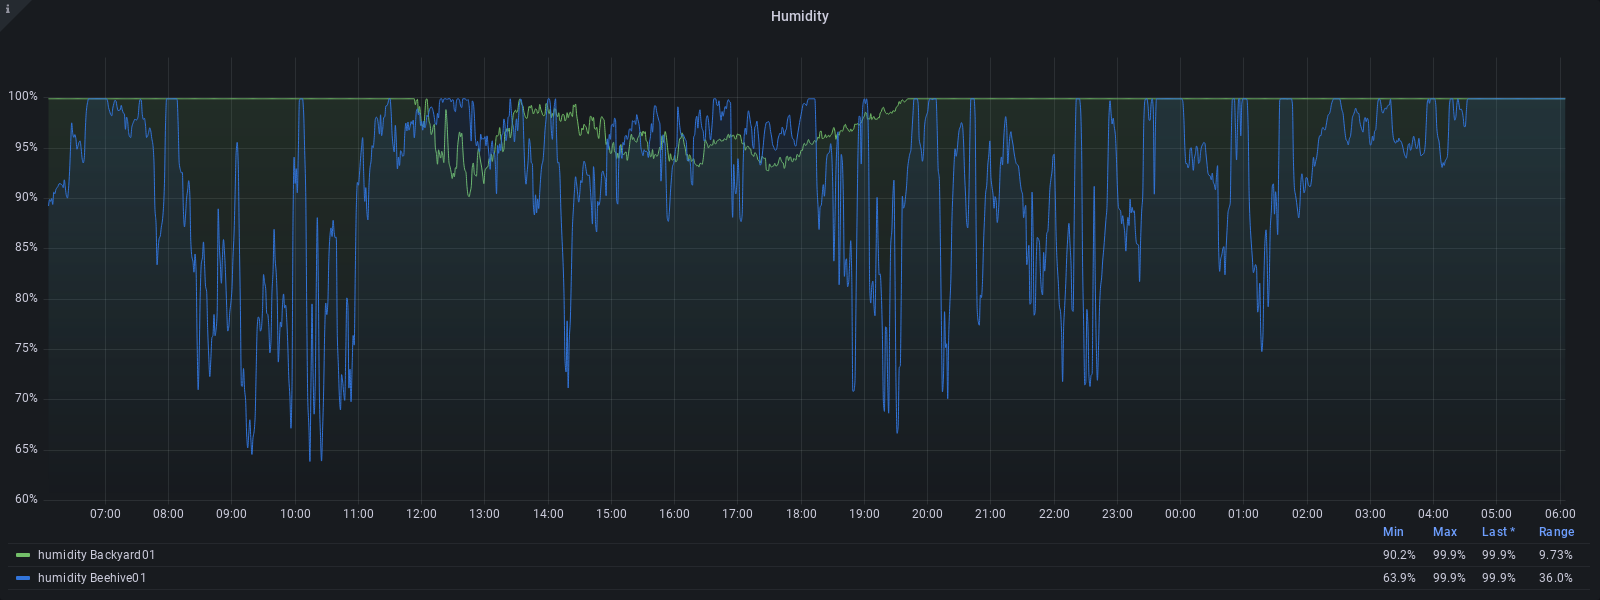 i
Humidity
100%
95%
90%
85%
80%
75%
70%
65%
60%
07:00 08:00 09:00 10:00 11:00 12:00 13:00 14:00 15:00 16:00 17:00 18:00 19:00 20:00 21:00 22:00 23:00 00:00 01:00 02:00 03:00 04:00 05:00 06:00
Min Max Last * Range
humidity Backyard01 90.2% 99.9% 99.9% 9.73%
humidity Beehive01 63.9% 99.9% 99.9% 36.0%